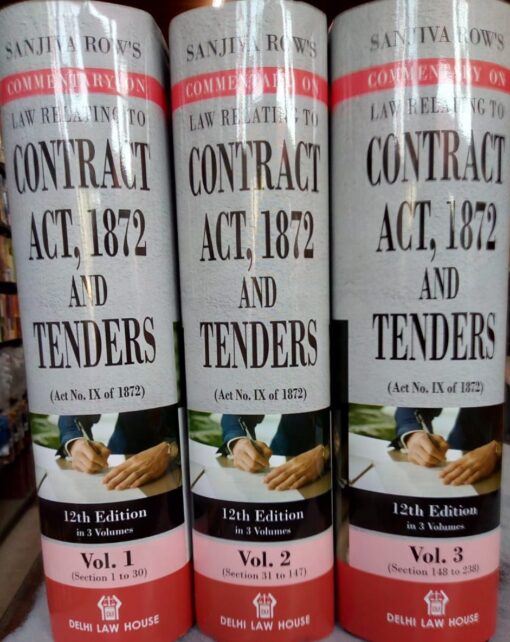 SANJIVA ROW'S
COMMENTARY ON
LAW RELATING TO
CONTRACT
ACT, 1872
AND
TENDERS
(Act No. IX of 1872)
12th Edition
in 3 Volumes
Vol. 1
(Section 1 to 30)
DELHI LAW HOUSE
SANJIVA ROW'S
COMMENTARY ON
LAW RELATING TO
CONTRACT
ACT, 1872
AND
TENDERS
(Act No. IX of 1872)
12th Edition
in 3 Volumes
Vol. 2
(Section 31 to 147)
DELHI LAW HOUSE
SANJIVA ROW'S
COMMENTARY ON
LAW RELATING TO
CONTRACT
ACT, 1872
AND
TENDERS
(Act No. IX of 1872)
12th Edition
in 3 Volumes
Vol. 3
(Section 148 to 238)
DELHI LAW HOUSE